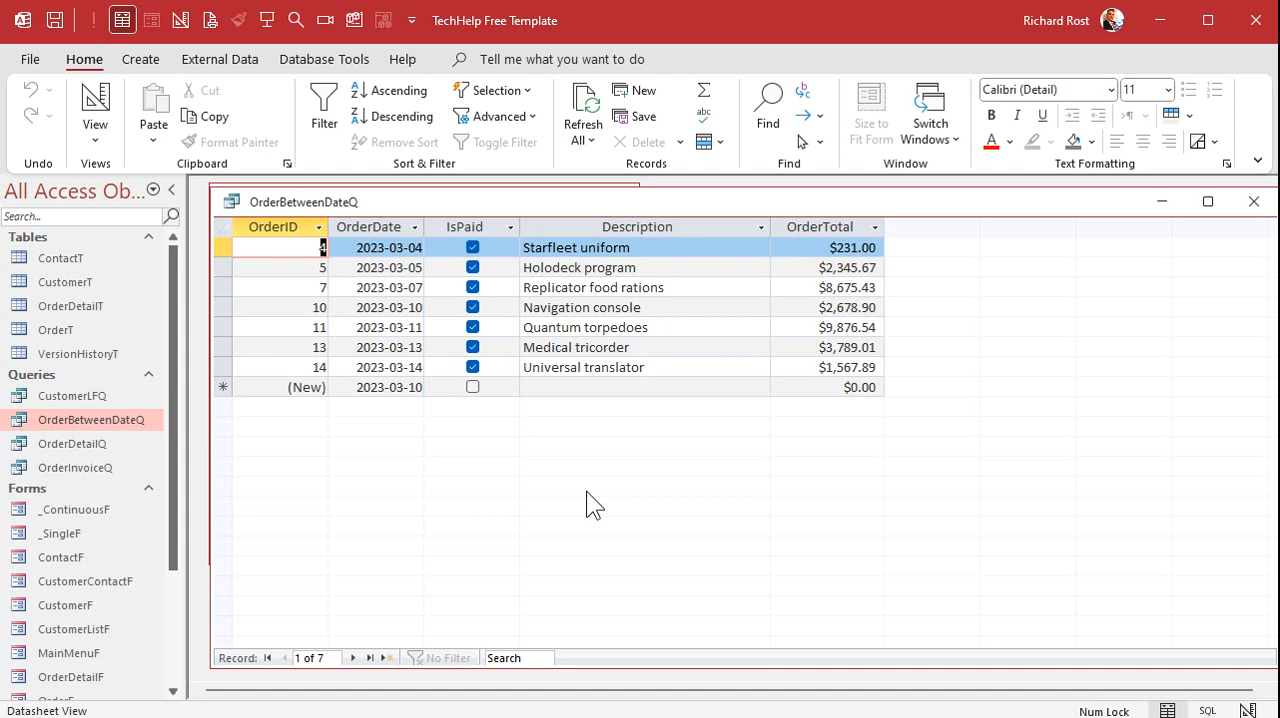 TechHelp Free Template
Richard Rost
File Home Create External Data Database Tools Help Tell me what you want to do
View
Paste
Cut
Copy
Format Painter
Filter
Ascending
Descending
Remove Sort
Selection
Advanced
Toggle Filter
Refresh
All
New
Save
Delete
Find
Size to
Fit Form
Switch
Windows
Calibri (Detail) 11
B I U
A
Undo Views Clipboard Sort & Filter Records Find Window Text Formatting
All Access Ob...
Search...
Tables
ContactT
CustomerT
OrderDetailT
OrderT
VersionHistoryT
Queries
CustomerLFQ
OrderBetweenDateQ
OrderDetailQ
OrderInvoiceQ
Forms
_ContinuousF
_SingleF
ContactF
CustomerContactF
CustomerF
CustomerListF
MainMenuF
OrderDetailF
OrderF
OrderBetweenDateQ
OrderID OrderDate IsPaid Description OrderTotal
4 2023-03-04 Starfleet uniform $231.00
5 2023-03-05 Holodeck program $2,345.67
7 2023-03-07 Replicator food rations $8,675.43
10 2023-03-10 Navigation console $2,678.90
11 2023-03-11 Quantum torpedoes $9,876.54
13 2023-03-13 Medical tricorder $3,789.01
14 2023-03-14 Universal translator $1,567.89
* (New) 2023-03-10 $0.00
Record: 1 of 7 No Filter Search
Datasheet View Num Lock SQL